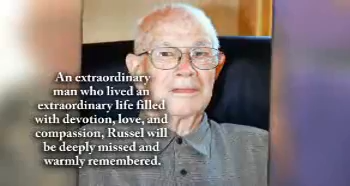 An extraordinary
man who lived an
extraordinary life filled
with devotion, love, and
compassion, Russel will
be deeply missed and
warmly remembered.